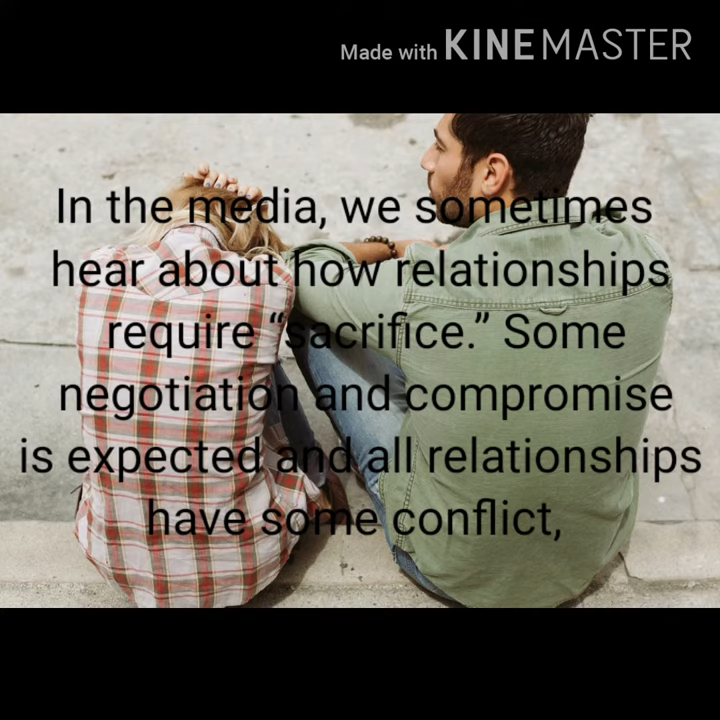 Made with KINEMASTER
In the media, we sometimes
hear about how relationships
require “sacrifice.” Some
negotiation and compromise
is expected and all relationships
have some conflict,